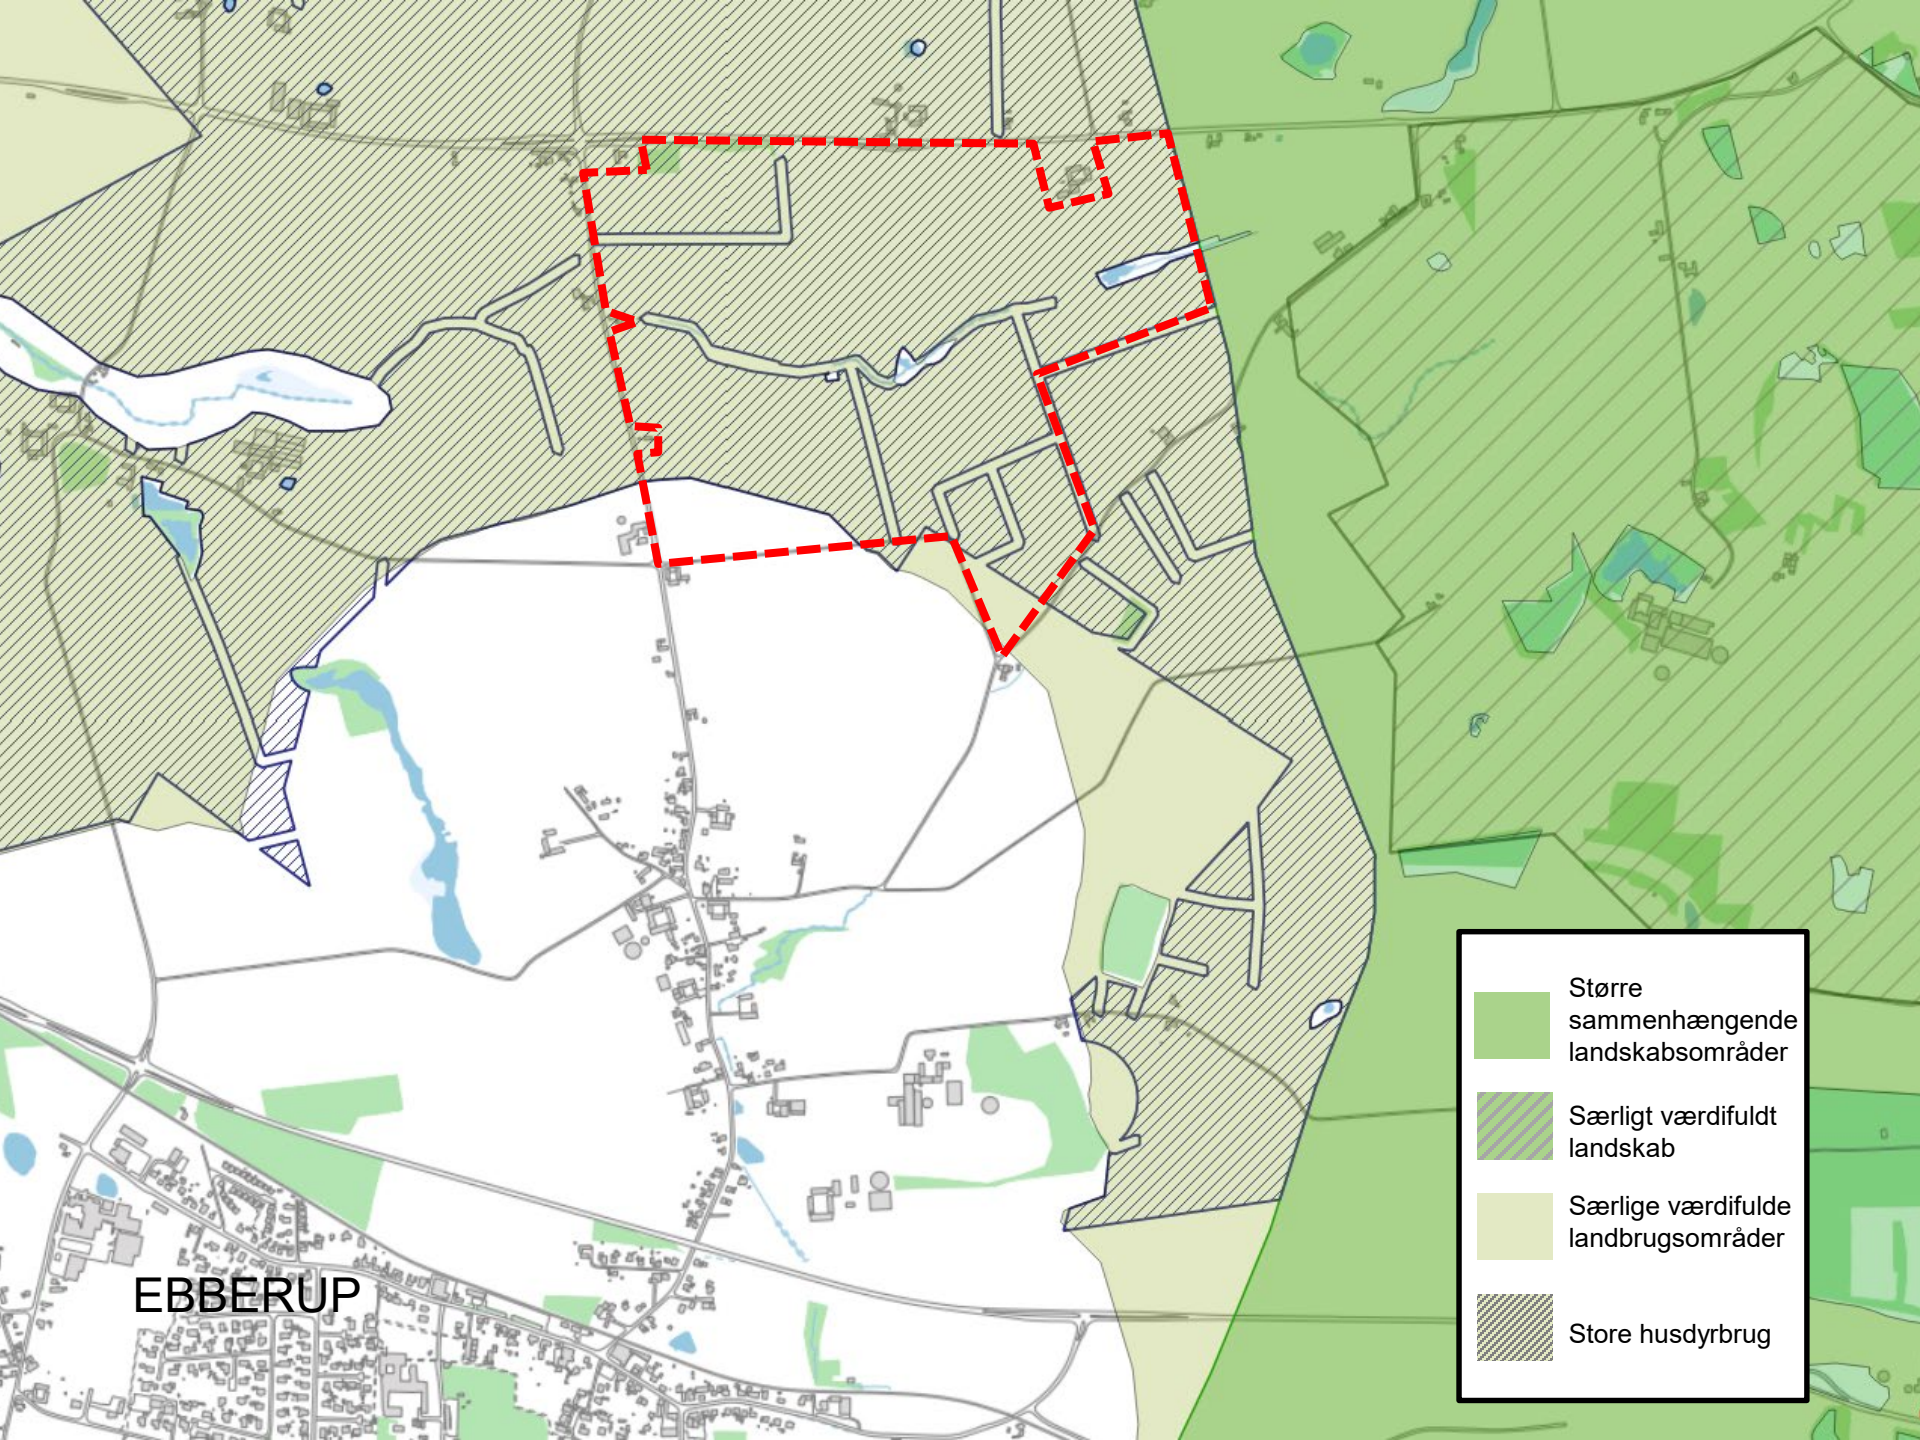 Større
sammenhængende
landskabsområder
Særligt værdifuldt
landskab
Særlige værdifulde
landbrugsområder
Store husdyrbrug
EBBERUP